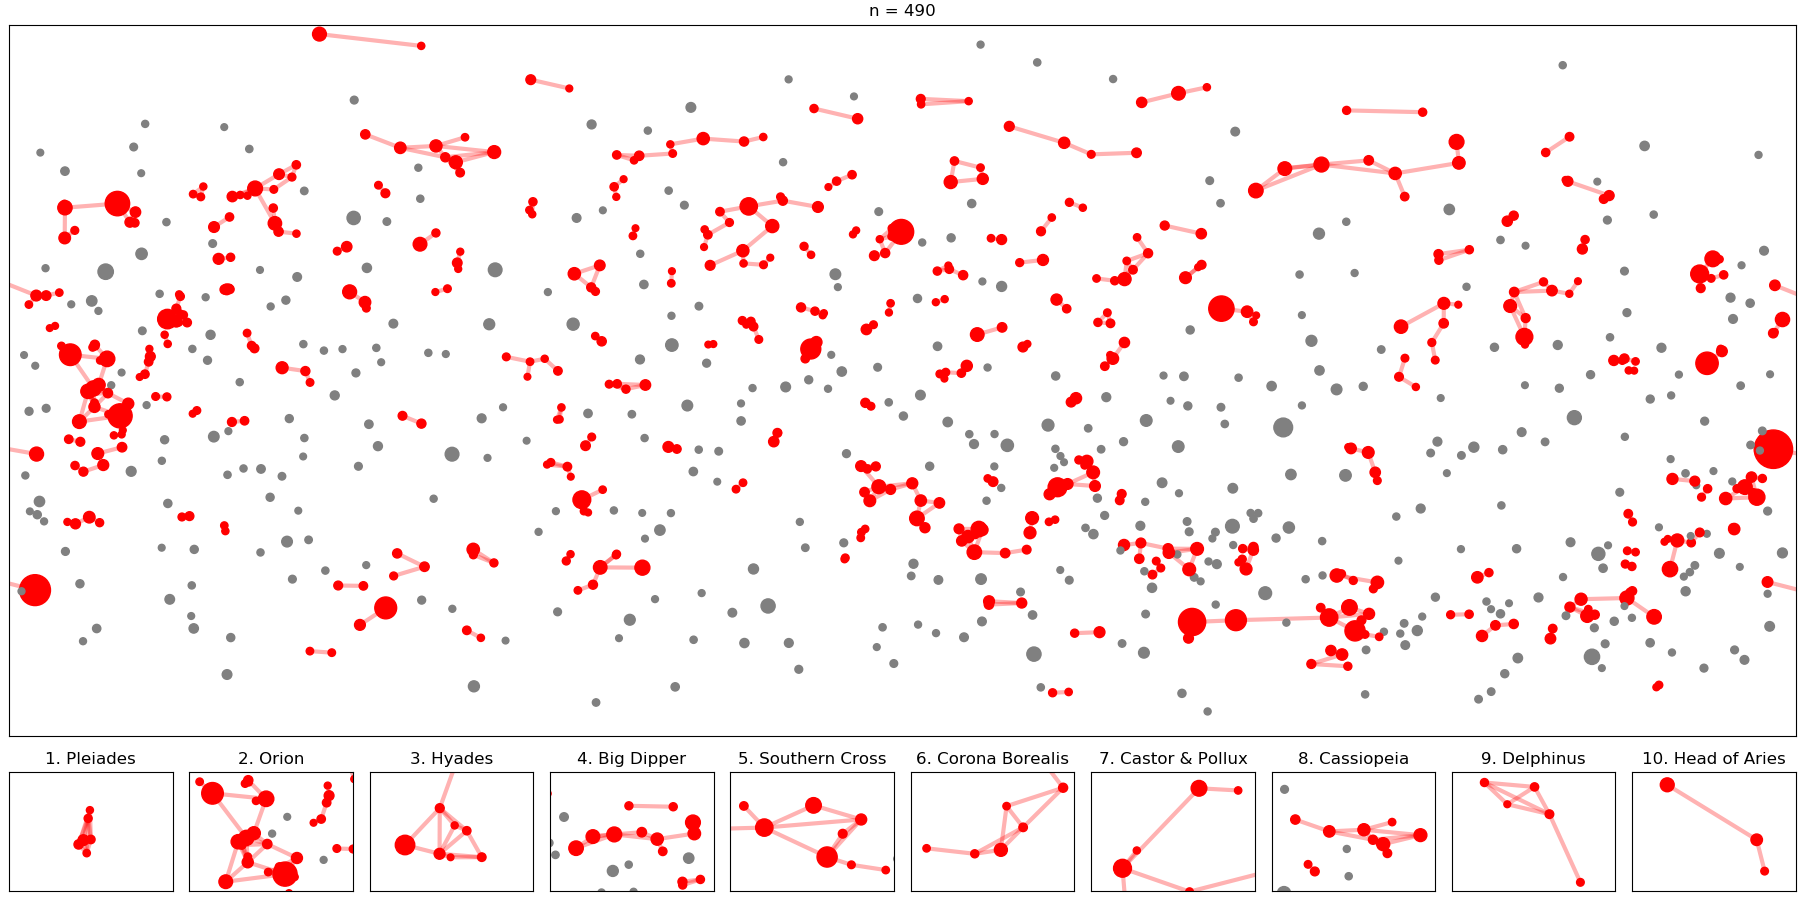 n = 490
1. Pleiades
2. Orion
3. Hyades
4. Big Dipper
5. Southern Cross
6. Corona Borealis
7. Castor & Pollux
8. Cassiopeia
9. Delphinus
10. Head of Aries